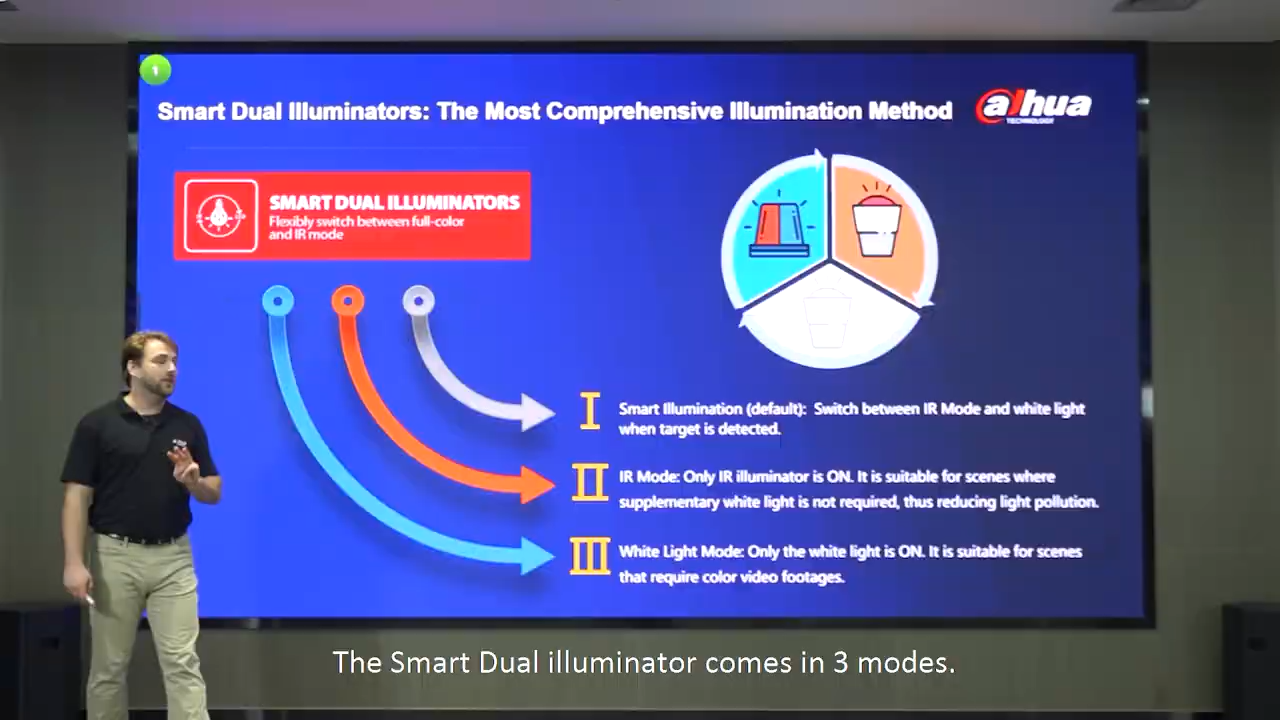 1
Smart Dual Illuminators: The Most Comprehensive Illumination Method
alhua
TECHNOLOGY
SMART DUAL ILLUMINATORS
Flexibly switch between full-color
and IR mode
I
Smart Illumination (default): Switch between IR Mode and white light
when target is detected.
II
IR Mode: Only IR illuminator is ON. It is suitable for scenes where
supplementary white light is not required, thus reducing light pollution.
III
White Light Mode: Only the white light is ON. It is suitable for scenes
that require color video footages.
The Smart Dual illuminator comes in 3 modes.